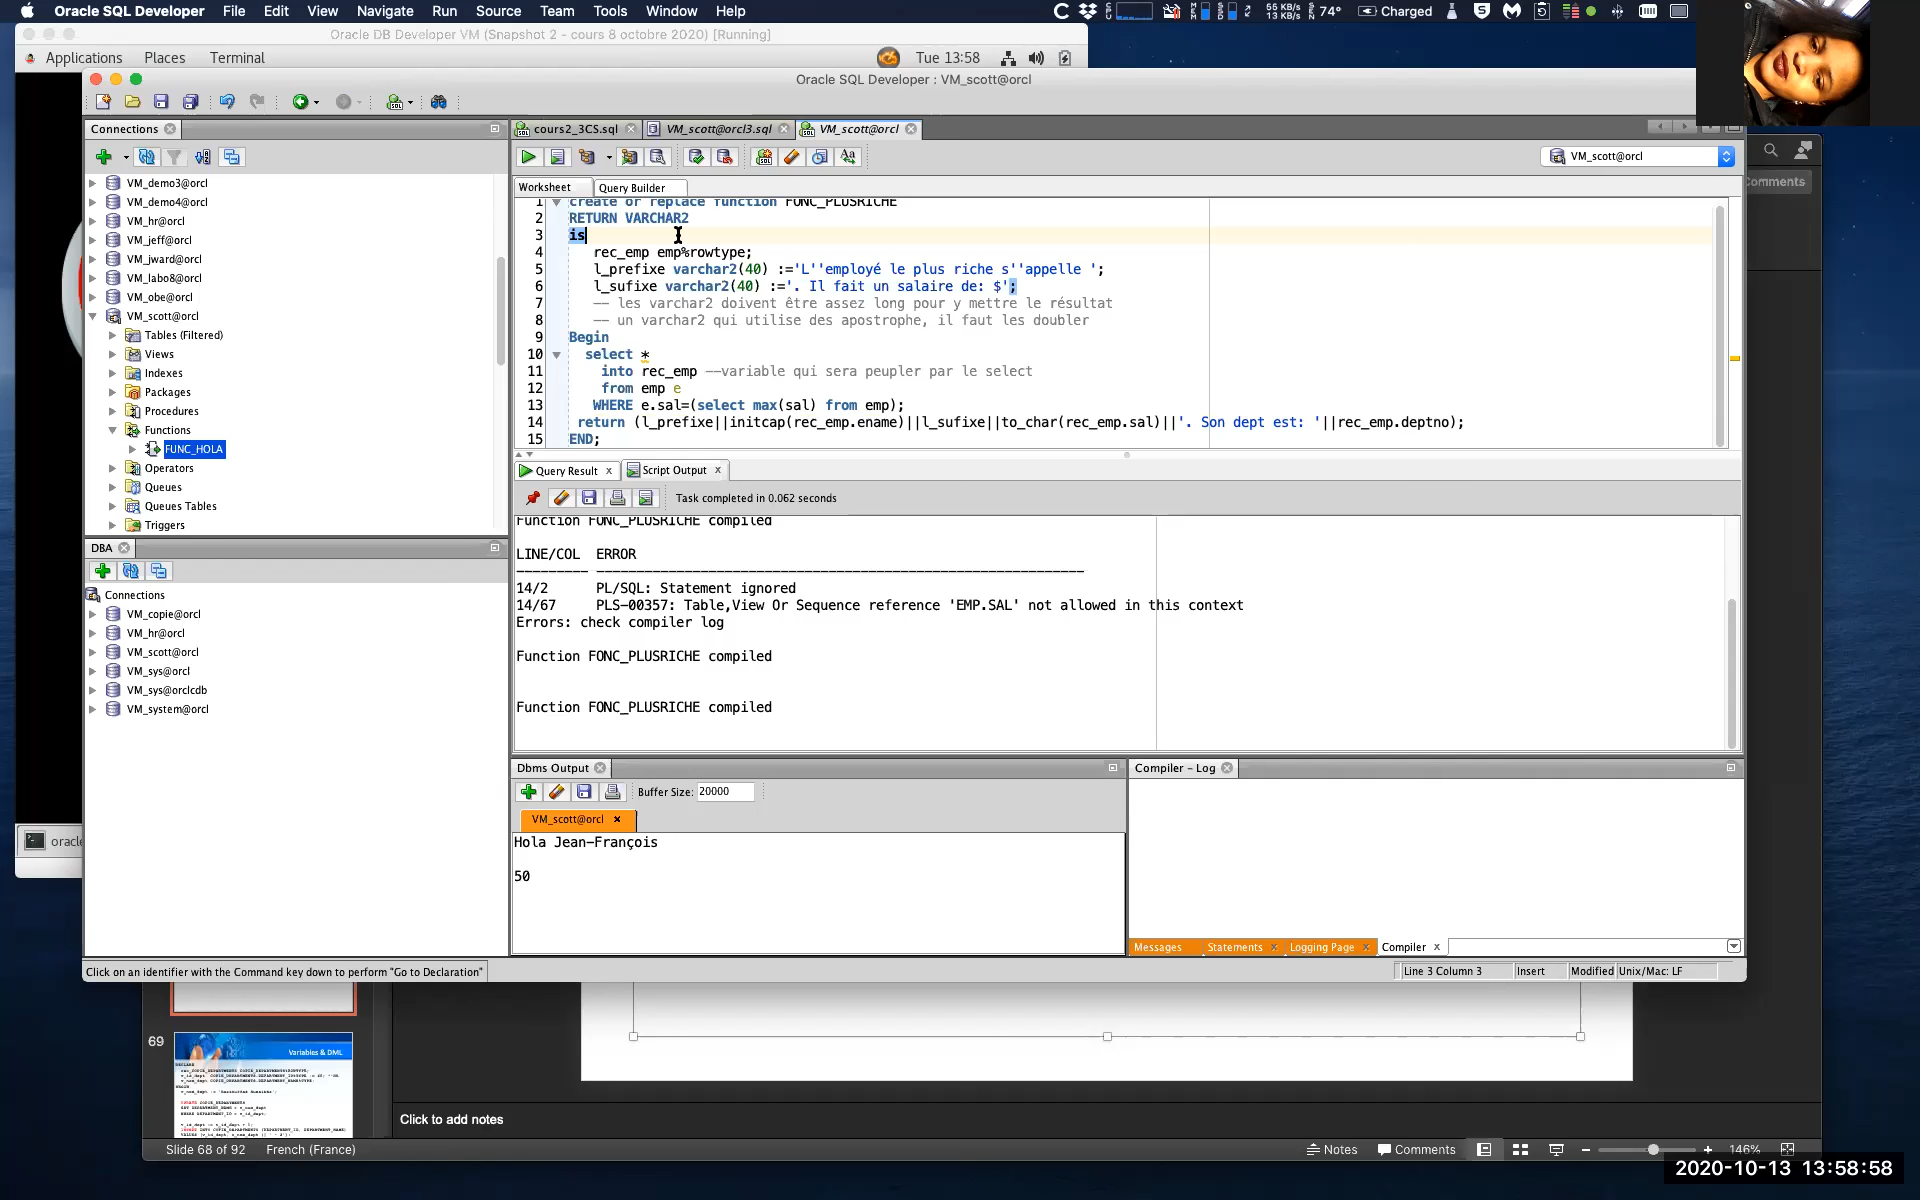 Oracle SQL Developer File Edit View Navigate Run Source Team Tools Window Help
55 KB/s
13 KB/s
74° Charged
Oracle DB Developer VM (Snapshot 2 - cours 8 octobre 2020) [Running]
Applications Places Terminal Tue 13:58
Oracle SQL Developer : VM_scott@orcl
Connections
cours2_3CS.sql VM_scott@orcl3.sql VM_scott@orcl
VM_scott@orcl
Comments
Worksheet Query Builder
VM_demo3@orcl
VM_demo4@orcl
VM_hr@orcl
VM_jeff@orcl
VM_jward@orcl
VM_labo8@orcl
VM_obe@orcl
VM_scott@orcl
Tables (Filtered)
Views
Indexes
Packages
Procedures
Functions
FUNC_HOLA
Operators
Queues
Queues Tables
Triggers
1 create or replace function FONC_PLUSRICHE
2 RETURN VARCHAR2
3 is
4 rec_emp emp%rowtype;
5 l_prefixe varchar2(40) :='L''employé le plus riche s''appelle ';
6 l_sufixe varchar2(40) :='. Il fait un salaire de: $';
7 -- les varchar2 doivent être assez long pour y mettre le résultat
8 -- un varchar2 qui utilise des apostrophe, il faut les doubler
9 Begin
10 select *
11 into rec_emp --variable qui sera peupler par le select
12 from emp e
13 WHERE e.sal=(select max(sal) from emp);
14 return (l_prefixe||initcap(rec_emp.ename)||l_sufixe||to_char(rec_emp.sal)||'. Son dept est: '||rec_emp.deptno);
15 END;
Query Result Script Output
Task completed in 0.062 seconds
Function FONC_PLUSRICHE compiled
LINE/COL ERROR
--------- -------------------------------------------------------------
14/2 PL/SQL: Statement ignored
14/67 PLS-00357: Table,View Or Sequence reference 'EMP.SAL' not allowed in this context
Errors: check compiler log
Function FONC_PLUSRICHE compiled
Function FONC_PLUSRICHE compiled
DBA
Connections
VM_copie@orcl
VM_hr@orcl
VM_scott@orcl
VM_sys@orcl
VM_sys@orclcdb
VM_system@orcl
Dbms Output
Buffer Size: 20000
VM_scott@orcl
Hola Jean-François
50
Compiler - Log
Messages Statements Logging Page Compiler
oracle
Click on an identifier with the Command key down to perform "Go to Declaration"
Line 3 Column 3 Insert Modified Unix/Mac: LF
69
Variables & DML
Click to add notes
Slide 68 of 92 French (France) Notes Comments 146%
2020-10-13 13:58:58